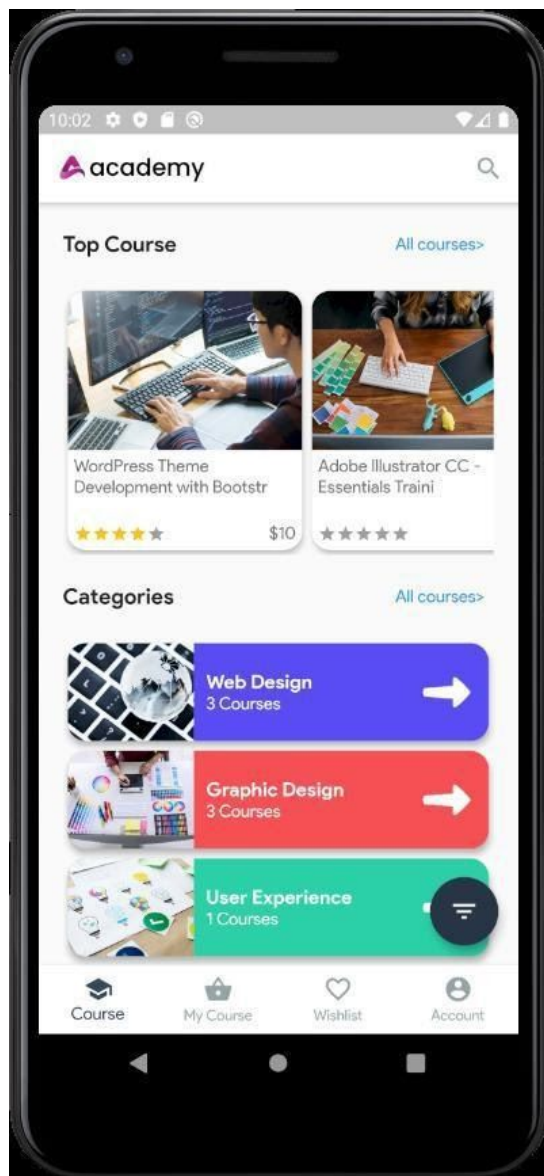 10:02
academy
Top Course
All courses>
WordPress Theme
Development with Bootstr
$10
Adobe Illustrator CC -
Essentials Traini
Categories
All courses>
Web Design
3 Courses
Graphic Design
3 Courses
User Experience
1 Courses
Course
My Course
Wishlist
Account